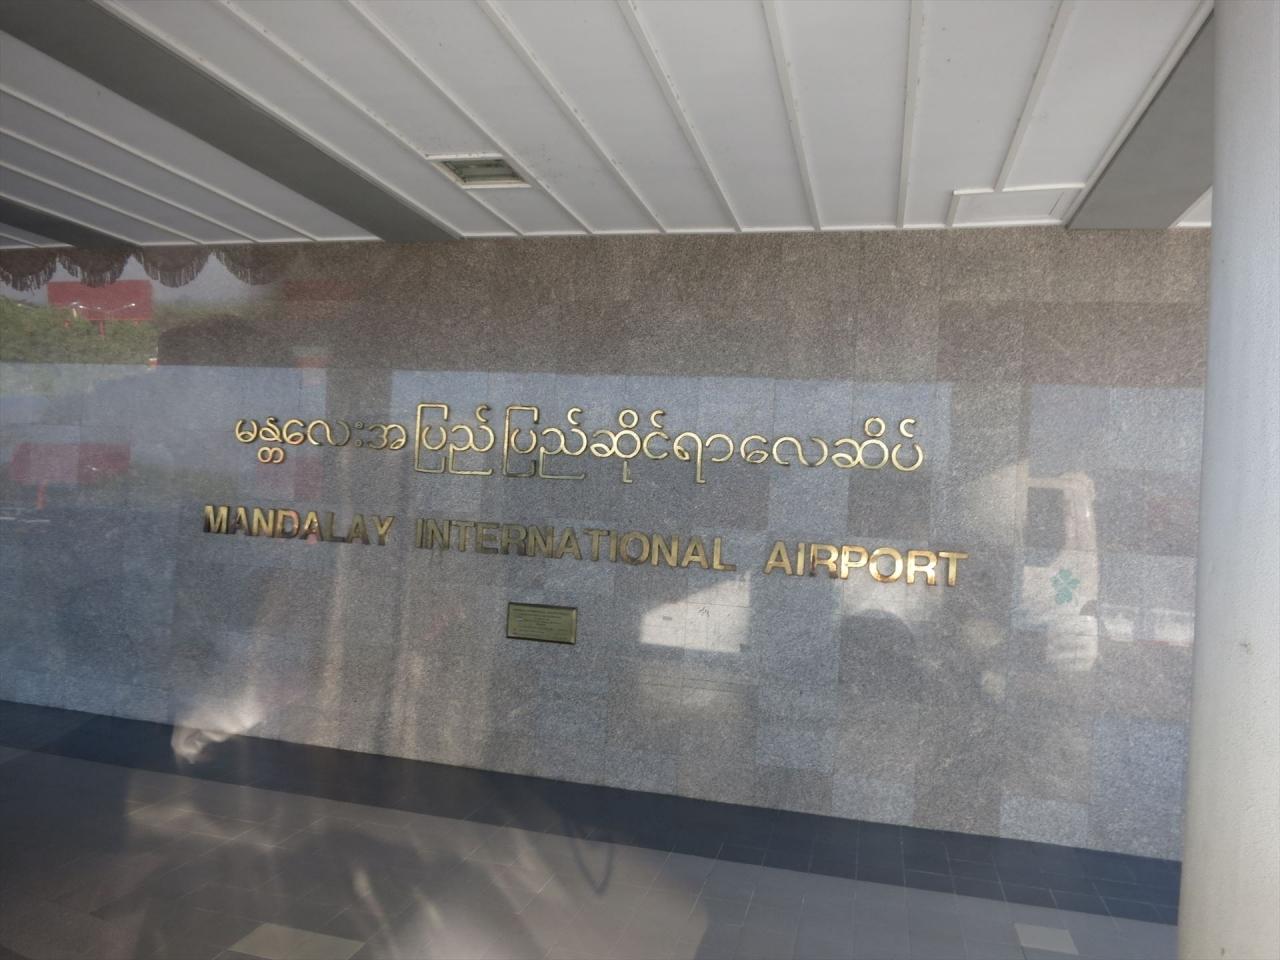 မန္တလေးအပြည်ပြည်ဆိုင်ရာလေဆိပ်
MANDALAY INTERNATIONAL AIRPORT